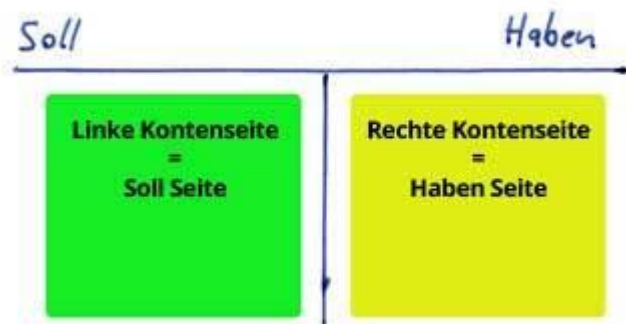 Soll
Haben
Linke Kontenseite
=
Soll Seite
Rechte Kontenseite
=
Haben Seite